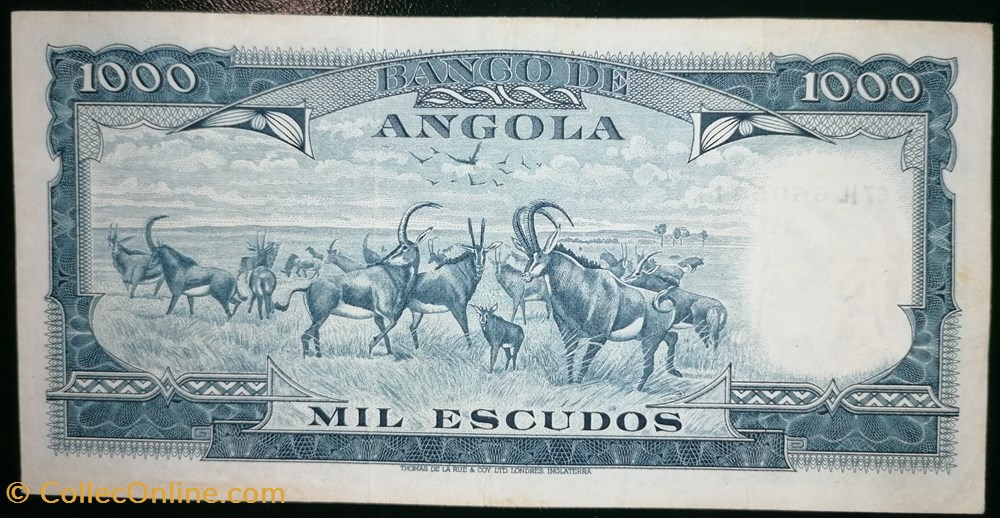 1000
BANCO DE
1000
ANGOLA
MIL ESCUDOS
THOMAS DE LA RUE & COY LTD. LONDRES. INGLATERRA
© CollecOnline.com